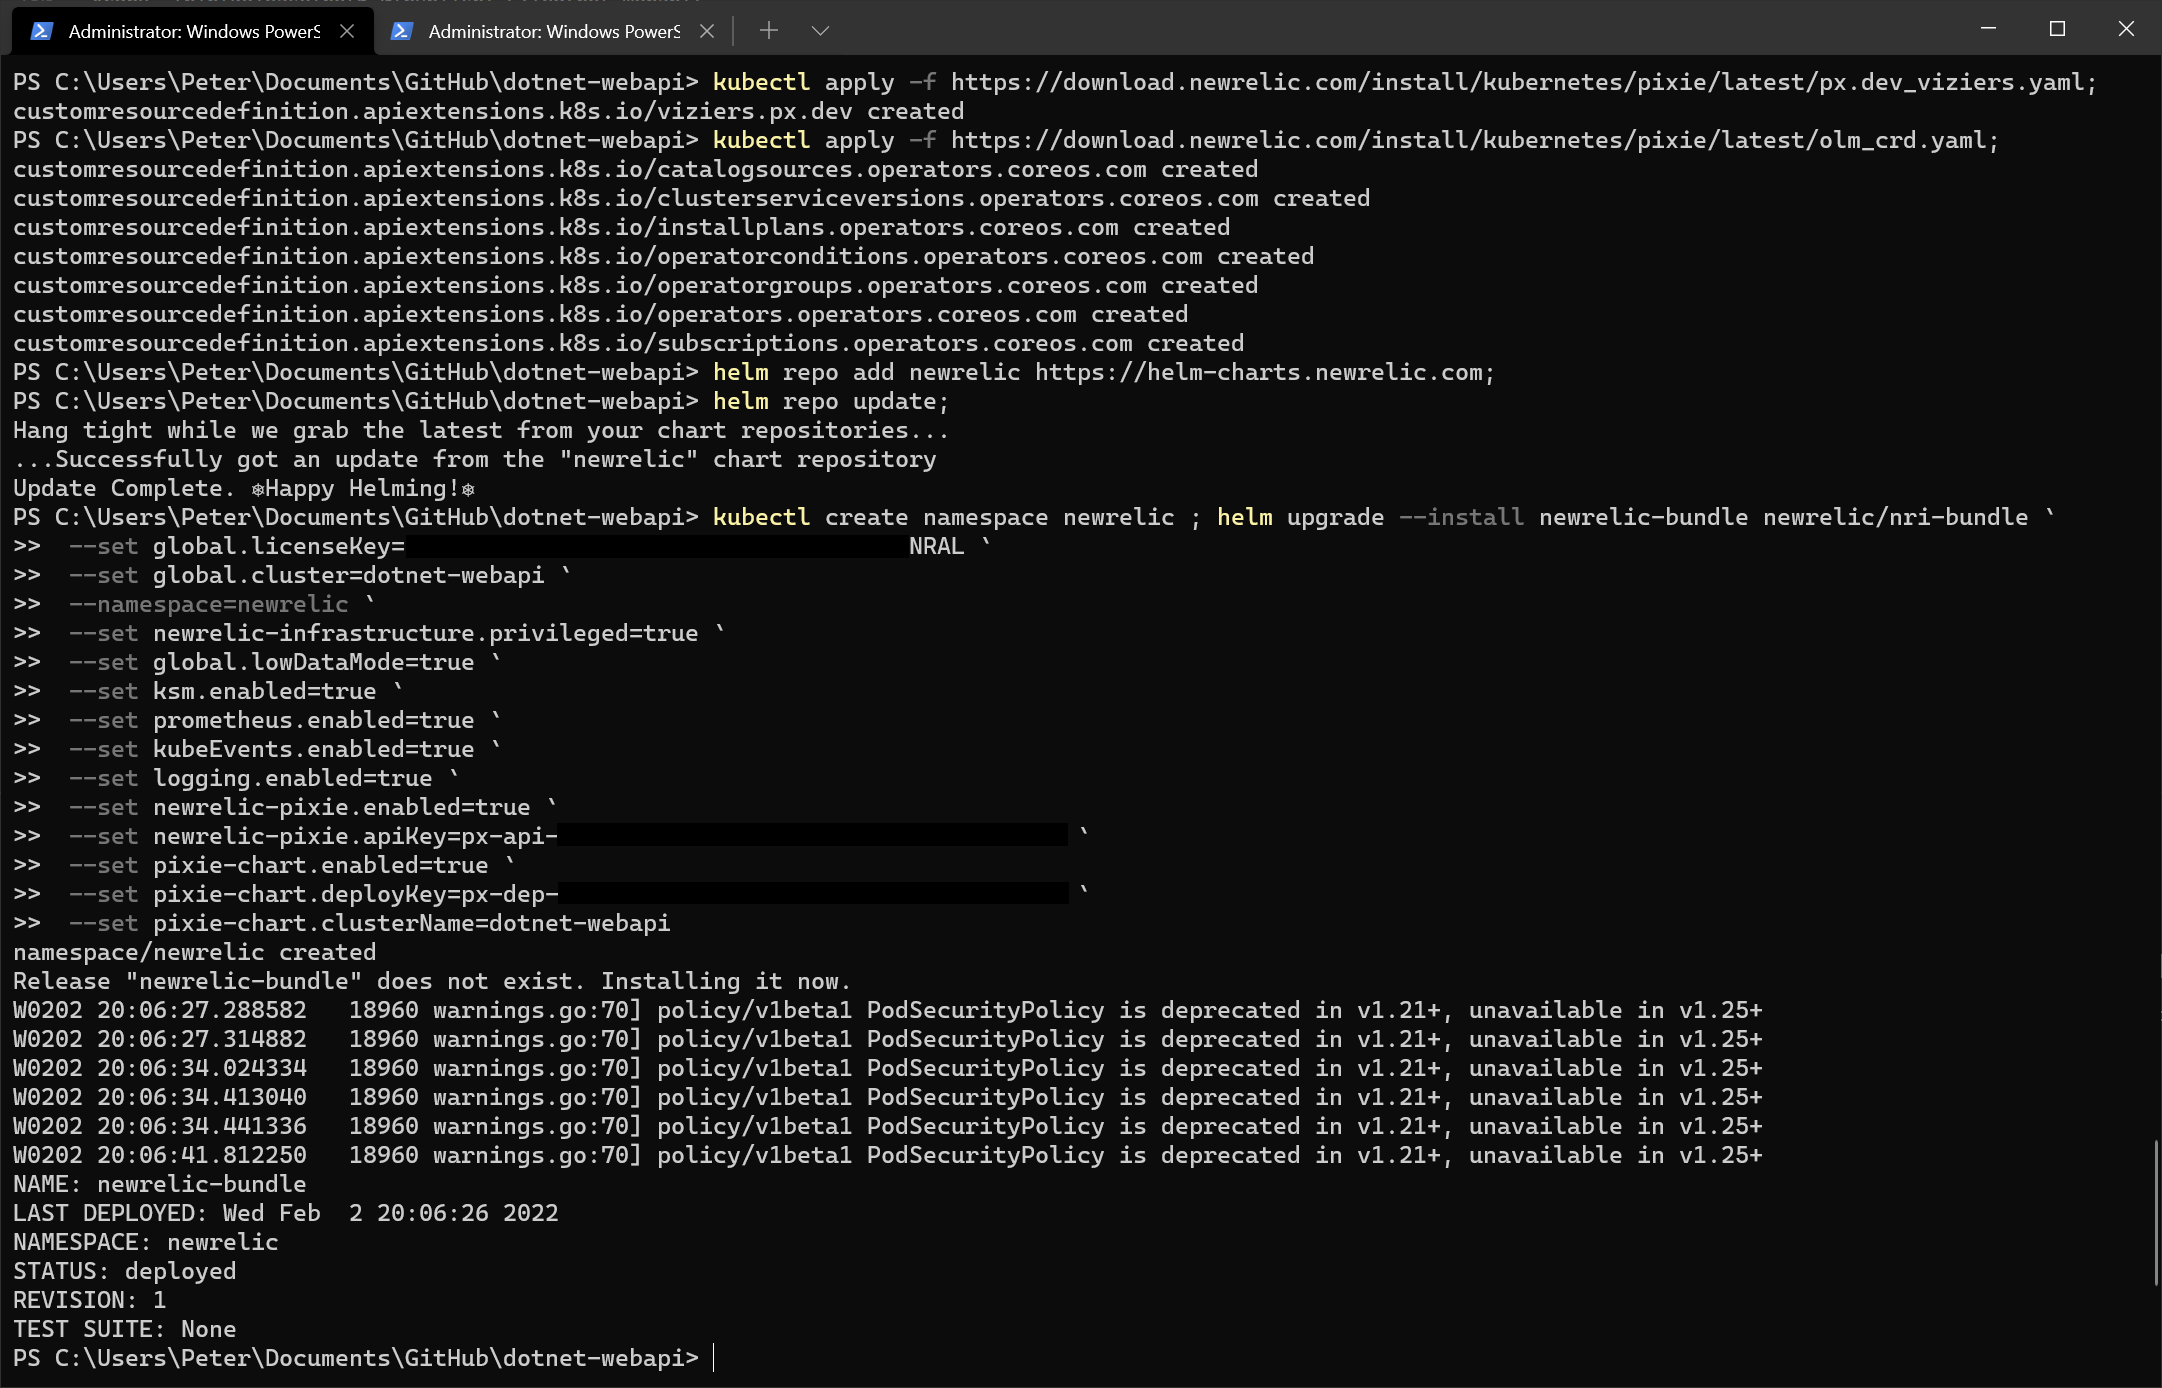 Administrator: Windows PowerS
Administrator: Windows PowerS
PS C:\Users\Peter\Documents\GitHub\dotnet-webapi> kubectl apply -f https://download.newrelic.com/install/kubernetes/pixie/latest/px.dev_viziers.yaml;
customresourcedefinition.apiextensions.k8s.io/viziers.px.dev created
PS C:\Users\Peter\Documents\GitHub\dotnet-webapi> kubectl apply -f https://download.newrelic.com/install/kubernetes/pixie/latest/olm_crd.yaml;
customresourcedefinition.apiextensions.k8s.io/catalogsources.operators.coreos.com created
customresourcedefinition.apiextensions.k8s.io/clusterserviceversions.operators.coreos.com created
customresourcedefinition.apiextensions.k8s.io/installplans.operators.coreos.com created
customresourcedefinition.apiextensions.k8s.io/operatorconditions.operators.coreos.com created
customresourcedefinition.apiextensions.k8s.io/operatorgroups.operators.coreos.com created
customresourcedefinition.apiextensions.k8s.io/operators.operators.coreos.com created
customresourcedefinition.apiextensions.k8s.io/subscriptions.operators.coreos.com created
PS C:\Users\Peter\Documents\GitHub\dotnet-webapi> helm repo add newrelic https://helm-charts.newrelic.com;
PS C:\Users\Peter\Documents\GitHub\dotnet-webapi> helm repo update;
Hang tight while we grab the latest from your chart repositories...
...Successfully got an update from the "newrelic" chart repository
Update Complete. ⎈Happy Helming!⎈
PS C:\Users\Peter\Documents\GitHub\dotnet-webapi> kubectl create namespace newrelic ; helm upgrade --install newrelic-bundle newrelic/nri-bundle `
>>  --set global.licenseKey= NRAL `
>>  --set global.cluster=dotnet-webapi `
>>  --namespace=newrelic `
>>  --set newrelic-infrastructure.privileged=true `
>>  --set global.lowDataMode=true `
>>  --set ksm.enabled=true `
>>  --set prometheus.enabled=true `
>>  --set kubeEvents.enabled=true `
>>  --set logging.enabled=true `
>>  --set newrelic-pixie.enabled=true `
>>  --set newrelic-pixie.apiKey=px-api- `
>>  --set pixie-chart.enabled=true `
>>  --set pixie-chart.deployKey=px-dep- `
>>  --set pixie-chart.clusterName=dotnet-webapi
namespace/newrelic created
Release "newrelic-bundle" does not exist. Installing it now.
W0202 20:06:27.288582   18960 warnings.go:70] policy/v1beta1 PodSecurityPolicy is deprecated in v1.21+, unavailable in v1.25+
W0202 20:06:27.314882   18960 warnings.go:70] policy/v1beta1 PodSecurityPolicy is deprecated in v1.21+, unavailable in v1.25+
W0202 20:06:34.024334   18960 warnings.go:70] policy/v1beta1 PodSecurityPolicy is deprecated in v1.21+, unavailable in v1.25+
W0202 20:06:34.413040   18960 warnings.go:70] policy/v1beta1 PodSecurityPolicy is deprecated in v1.21+, unavailable in v1.25+
W0202 20:06:34.441336   18960 warnings.go:70] policy/v1beta1 PodSecurityPolicy is deprecated in v1.21+, unavailable in v1.25+
W0202 20:06:41.812250   18960 warnings.go:70] policy/v1beta1 PodSecurityPolicy is deprecated in v1.21+, unavailable in v1.25+
NAME: newrelic-bundle
LAST DEPLOYED: Wed Feb  2 20:06:26 2022
NAMESPACE: newrelic
STATUS: deployed
REVISION: 1
TEST SUITE: None
PS C:\Users\Peter\Documents\GitHub\dotnet-webapi>